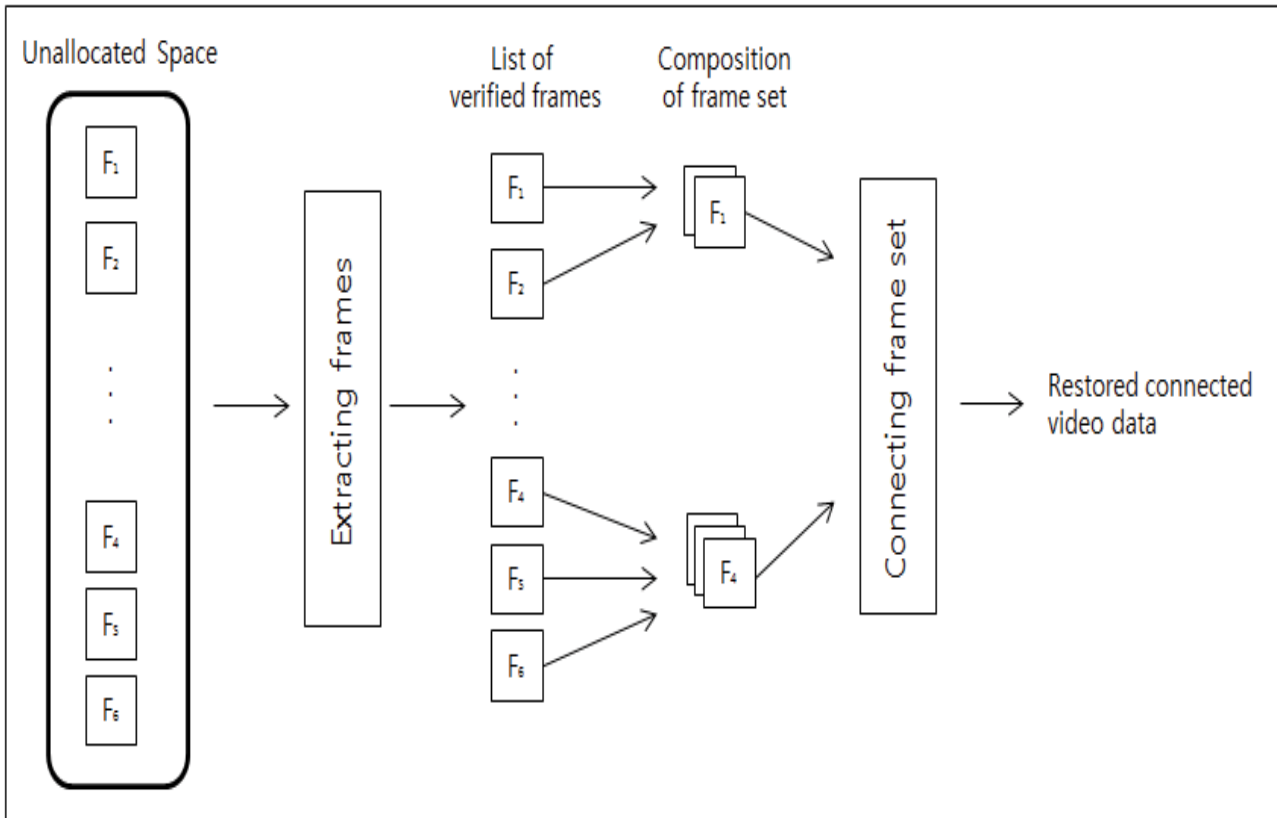 Unallocated Space
F₁
F₂
.
.
.
F₄
F₅
F₆
Extracting frames
List of
verified frames
F₁
F₂
.
.
.
F₄
F₅
F₆
Composition
of frame set
F₁
F₄
Connecting frame set
Restored connected
video data